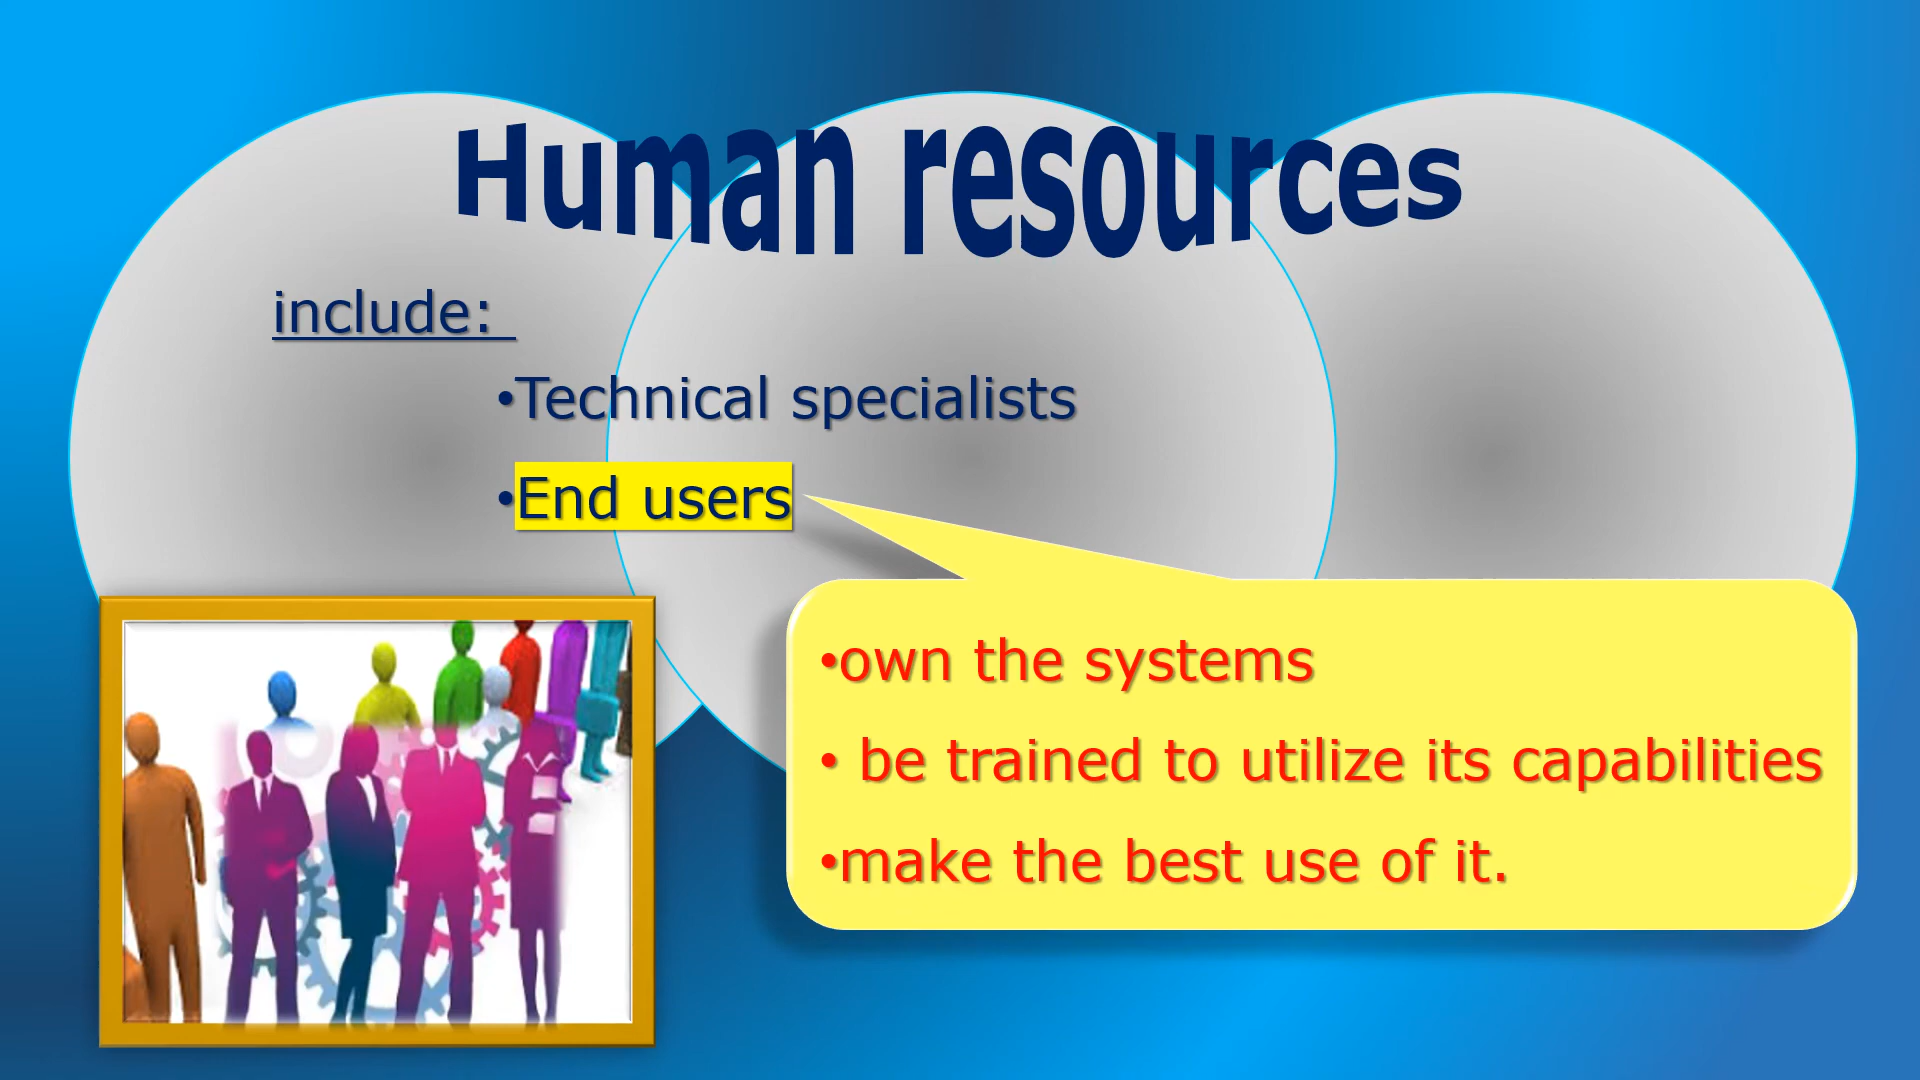 Human resources
include:
•Technical specialists
•End users
•own the systems
• be trained to utilize its capabilities
•make the best use of it.